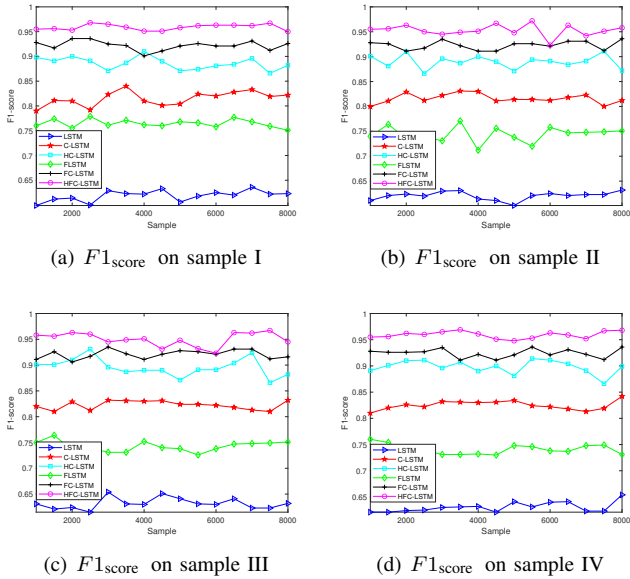 1
0.95
0.9
0.85
0.8
0.75
0.7
0.65
F1-score
LSTM
C-LSTM
HC-LSTM
FLSTM
FC-LSTM
HFC-LSTM
2000 4000 6000 8000
Sample
(a) F1score on sample I
1
0.95
0.9
0.85
0.8
0.75
0.7
0.65
F1-score
LSTM
C-LSTM
HC-LSTM
FLSTM
FC-LSTM
HFC-LSTM
2000 4000 6000 8000
Sample
(b) F1score on sample II
1
0.95
0.9
0.85
0.8
0.75
0.7
0.65
F1-score
LSTM
C-LSTM
HC-LSTM
FLSTM
FC-LSTM
HFC-LSTM
2000 4000 6000 8000
Sample
(c) F1score on sample III
1
0.95
0.9
0.85
0.8
0.75
0.7
0.65
F1-score
LSTM
C-LSTM
HC-LSTM
FLSTM
FC-LSTM
HFC-LSTM
2000 4000 6000 8000
Sample
(d) F1score on sample IV